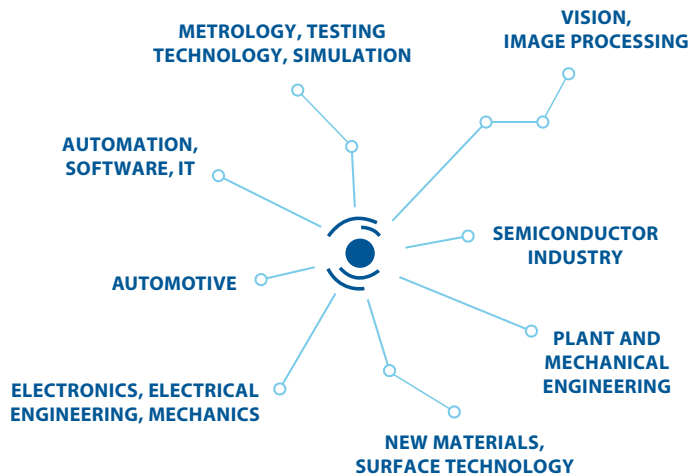 METROLOGY, TESTING
TECHNOLOGY, SIMULATION
VISION,
IMAGE PROCESSING
AUTOMATION,
SOFTWARE, IT
SEMICONDUCTOR
INDUSTRY
AUTOMOTIVE
PLANT AND
MECHANICAL
ENGINEERING
ELECTRONICS, ELECTRICAL
ENGINEERING, MECHANICS
NEW MATERIALS,
SURFACE TECHNOLOGY